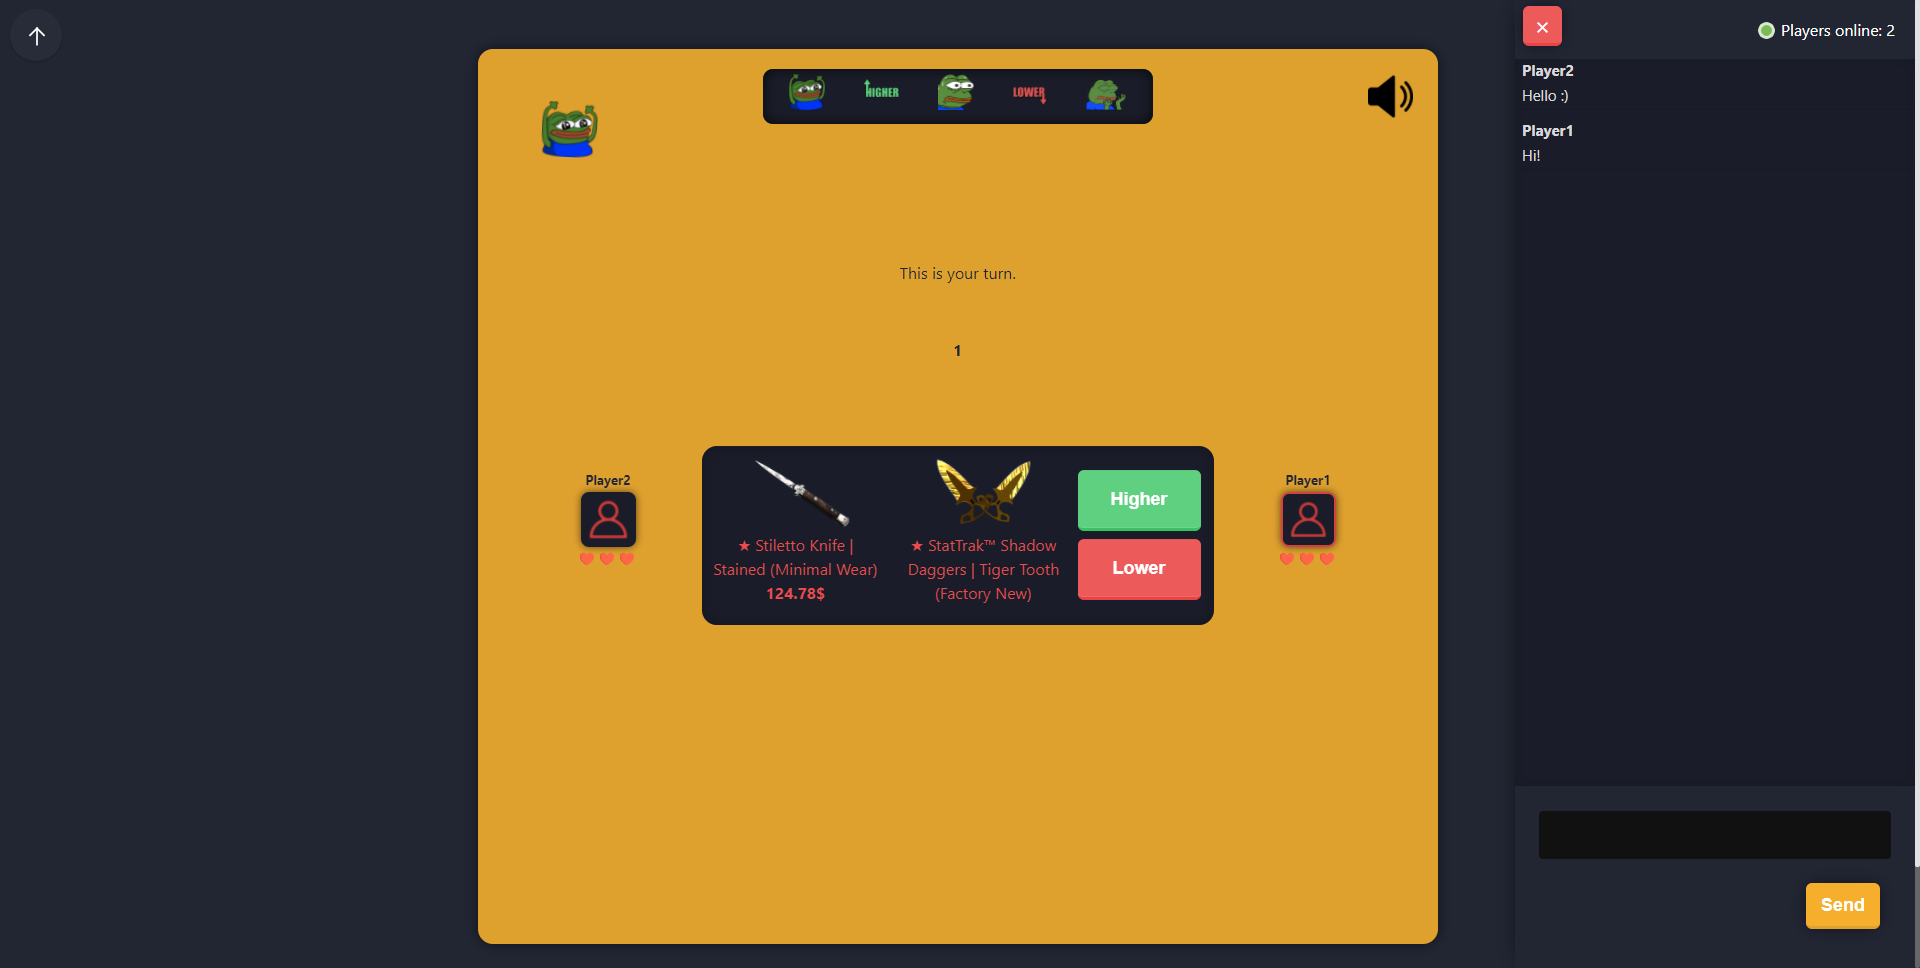 Players online: 2
HIGHER
LOWER
This is your turn.
1
Player2
★ Stiletto Knife |
Stained (Minimal Wear)
124.78$
★ StatTrak™ Shadow
Daggers | Tiger Tooth
(Factory New)
Higher
Lower
Player1
Player2
Hello :)
Player1
Hi!
Send